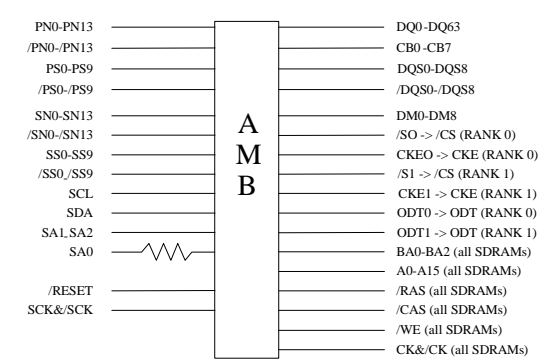 PN0-PN13
/PN0-/PN13
PS0-PS9
/PS0-/PS9
SN0-SN13
/SN0-/SN13
SS0-SS9
/SS0_/SS9
SCL
SDA
SA1_SA2
SA0
/RESET
SCK&/SCK
A
M
B
DQ0-DQ63
CB0-CB7
DQS0-DQS8
/DQS0-/DQS8
DM0-DM8
/SO -> /CS (RANK 0)
CKEO -> CKE (RANK 0)
/S1 -> /CS (RANK 1)
CKE1 -> CKE (RANK 1)
ODT0 -> ODT (RANK 0)
ODT1 -> ODT (RANK 1)
BA0-BA2 (all SDRAMs)
A0-A15 (all SDRAMs)
/RAS (all SDRAMs)
/CAS (all SDRAMs)
/WE (all SDRAMs)
CK&/CK (all SDRAMs)